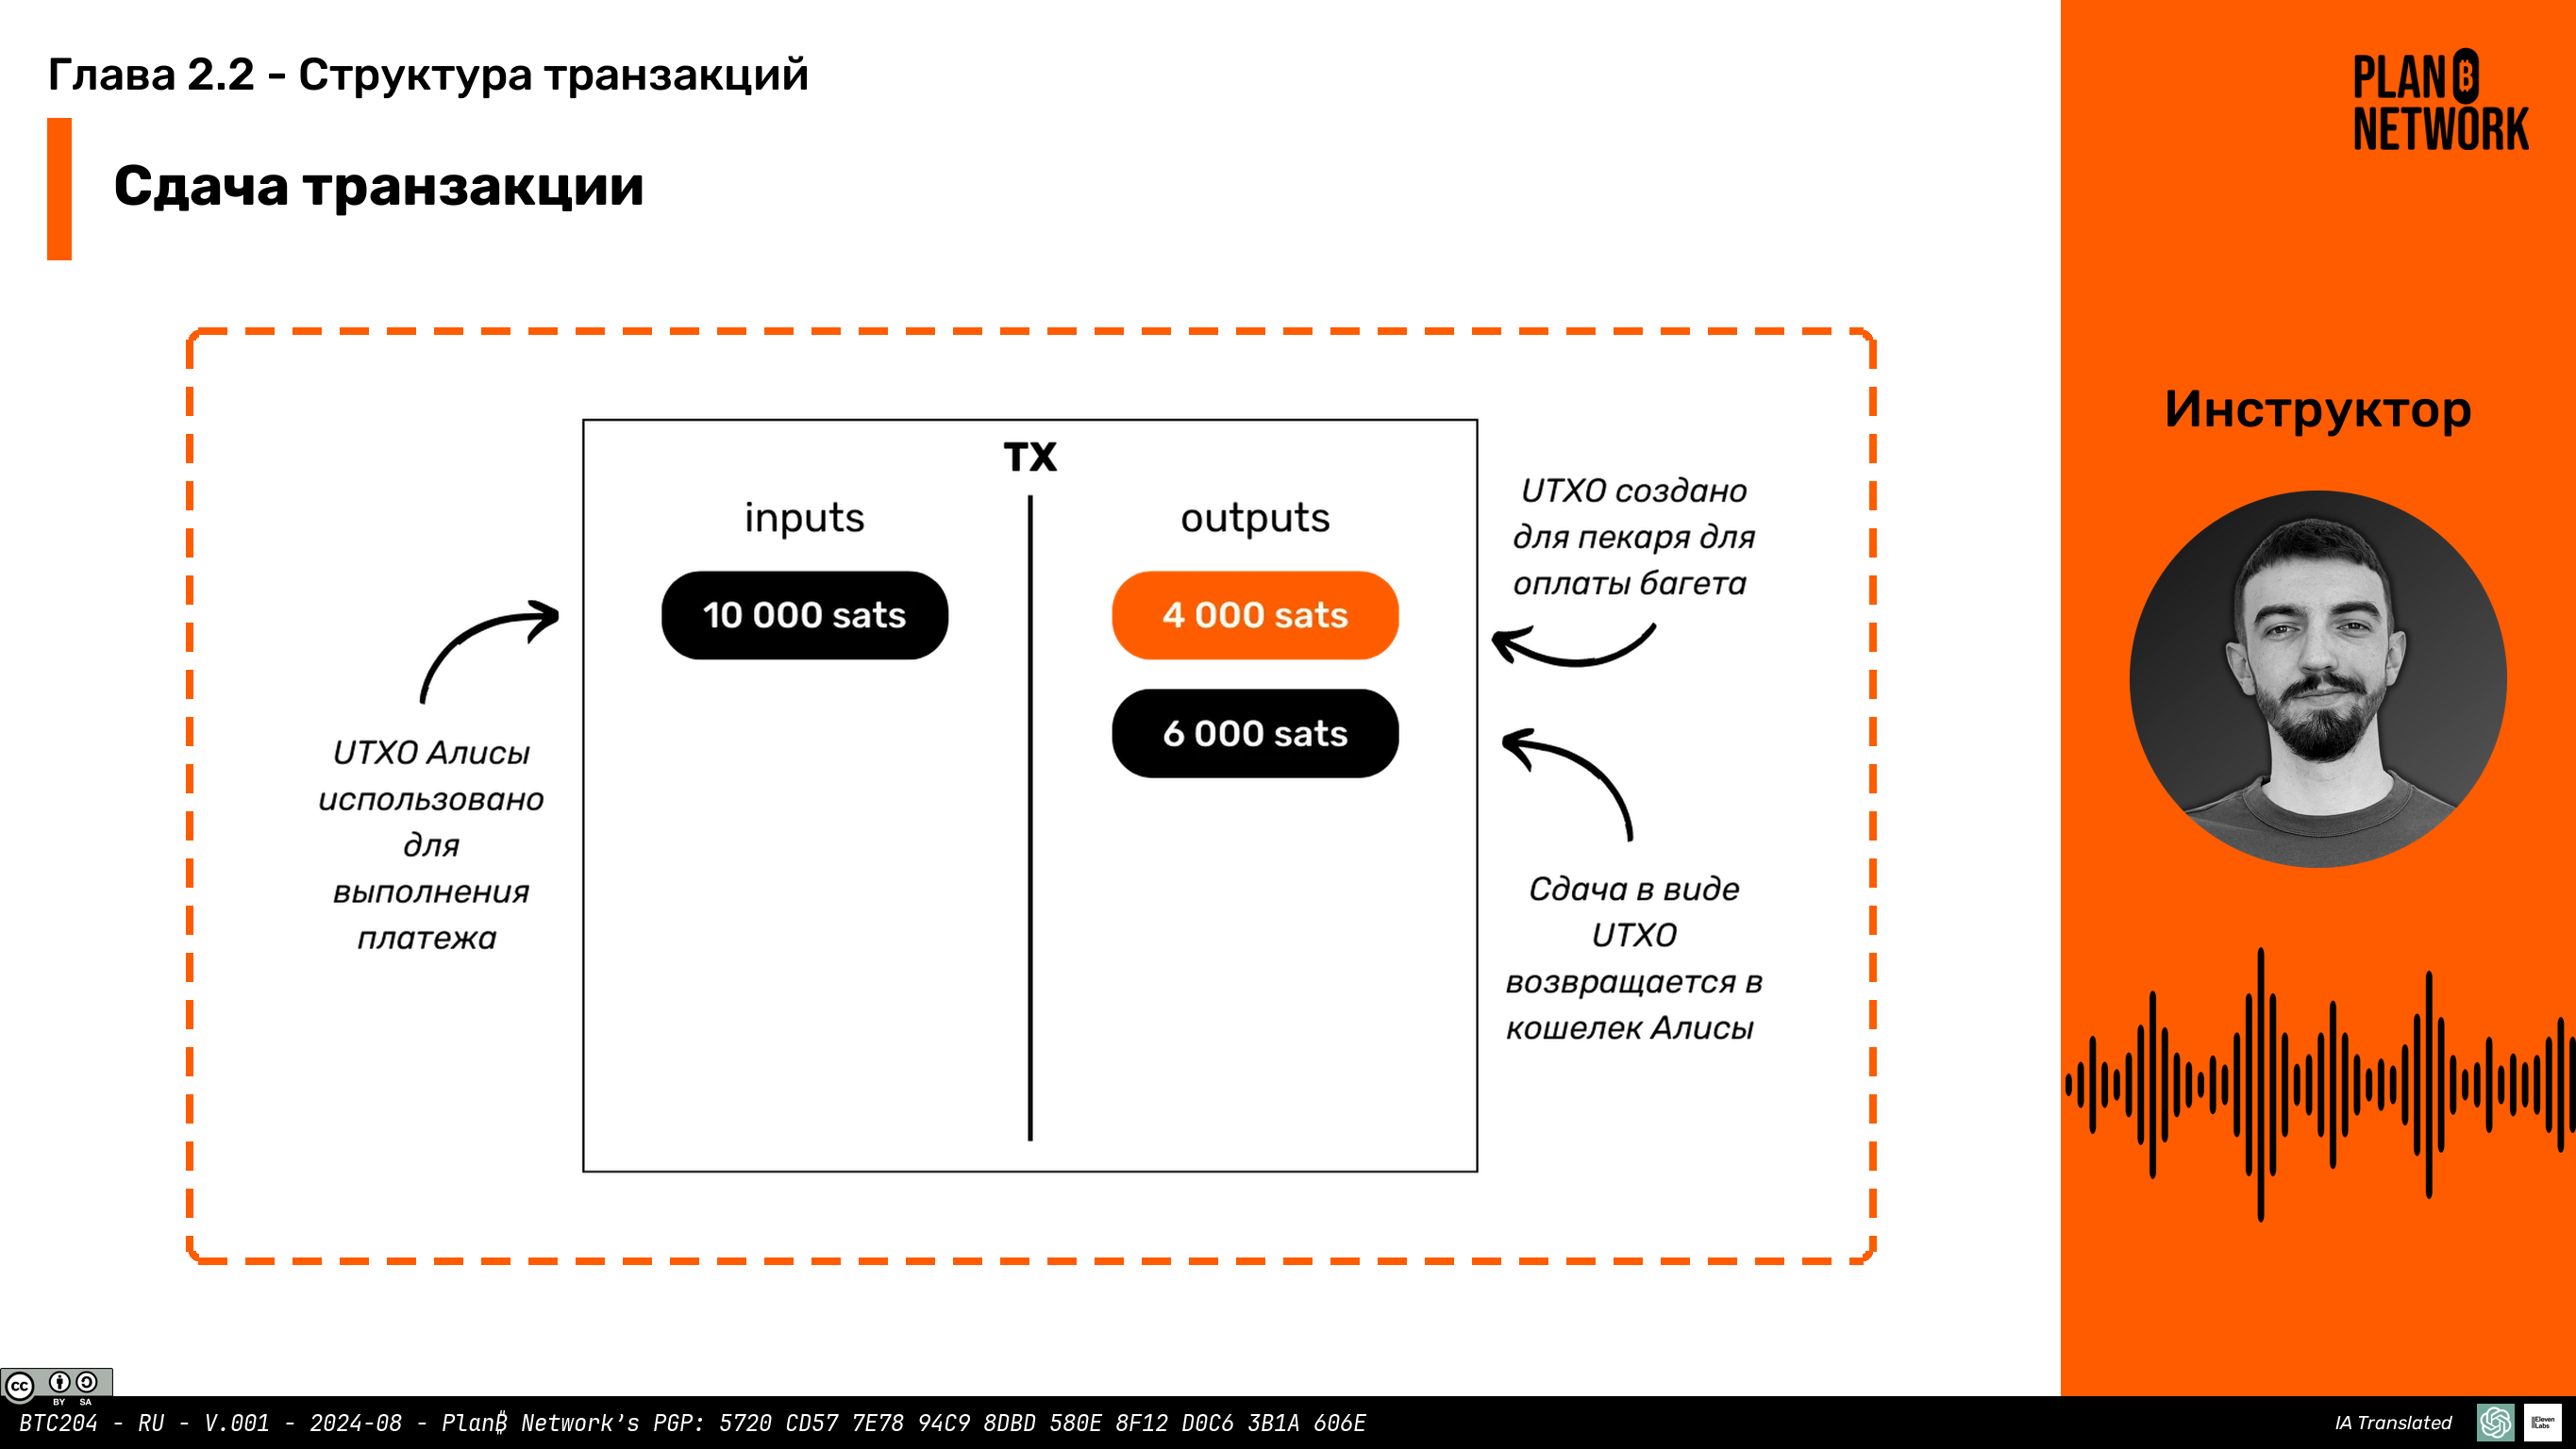 Глава 2.2 - Структура транзакций
Сдача транзакции
PLAN ₿
NETWORK
Инструктор
TX
inputs
outputs
10 000 sats
4 000 sats
6 000 sats
UTXO Алисы
использовано
для
выполнения
платежа
UTXO создано
для пекаря для
оплаты багета
Сдача в виде
UTXO
возвращается в
кошелек Алисы
cc
BY SA
BTC204 - RU - V.001 - 2024-08 - Plan₿ Network's PGP: 5720 CD57 7E78 94C9 8DBD 580E 8F12 D0C6 3B1A 606E
IA Translated
IIEleven
Labs